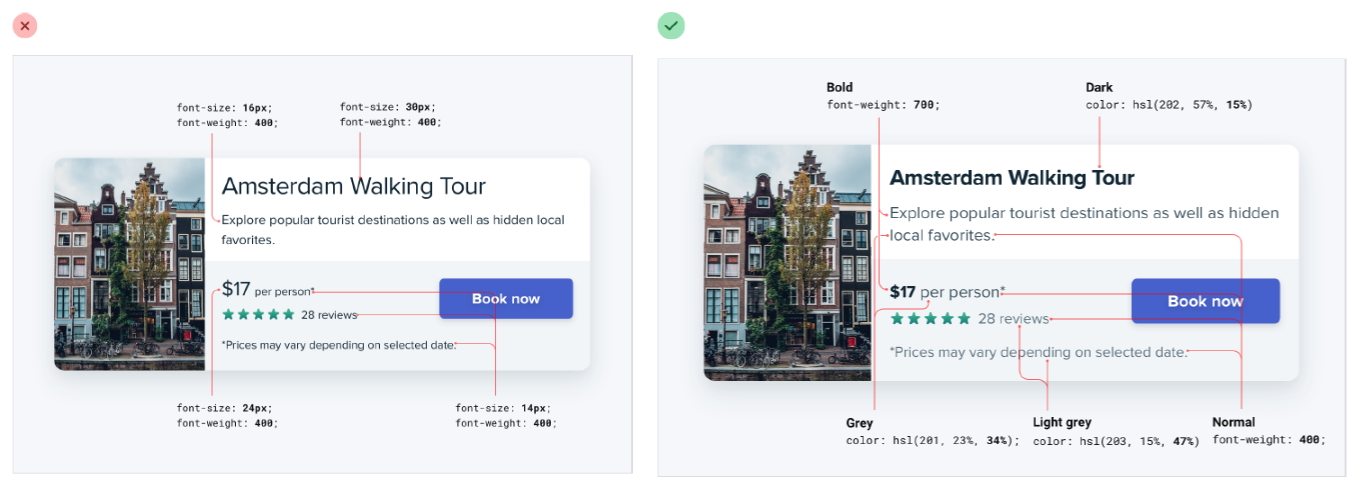 font-size: 16px;
font-weight: 400;
font-size: 30px;
font-weight: 400;
Amsterdam Walking Tour
Explore popular tourist destinations as well as hidden local
favorites.
$17 per person*
Book now
28 reviews
*Prices may vary depending on selected date.
font-size: 24px;
font-weight: 400;
font-size: 14px;
font-weight: 400;
Bold
font-weight: 700;
Dark
color: hsl(202, 57%, 15%)
Amsterdam Walking Tour
Explore popular tourist destinations as well as hidden
local favorites.
$17 per person*
Book now
28 reviews
*Prices may vary depending on selected date.
Grey
color: hsl(201, 23%, 34%);
Light grey
color: hsl(203, 15%, 47%)
Normal
font-weight: 400;